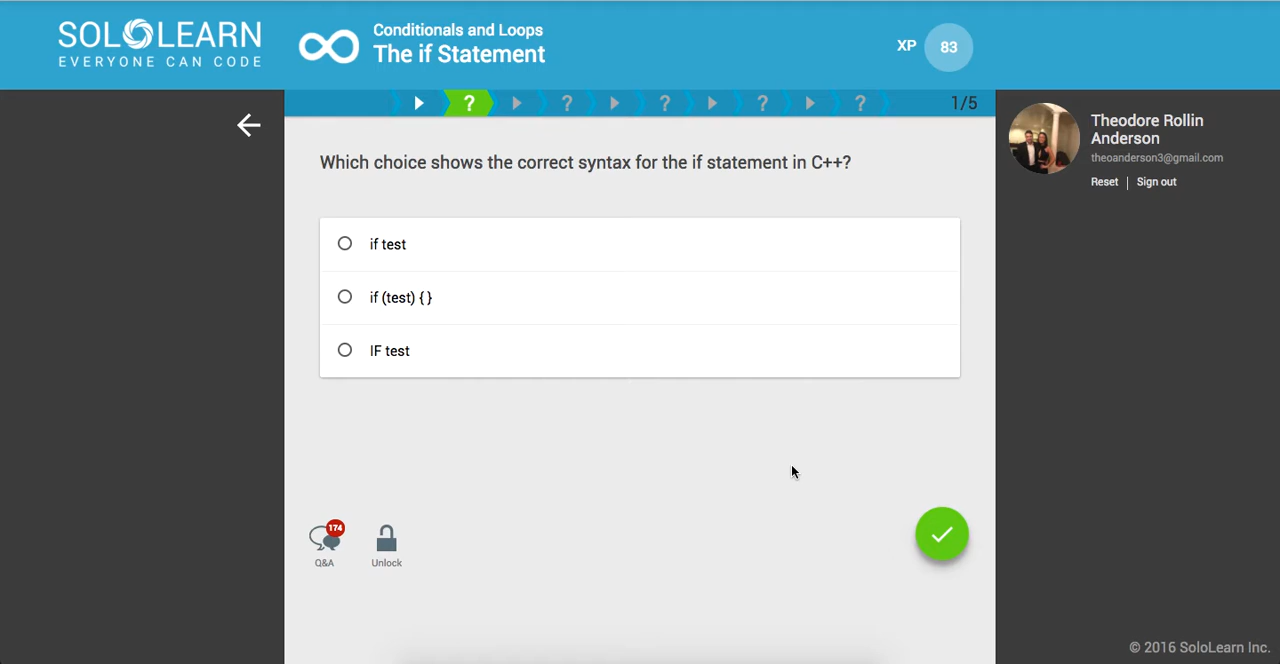 SOLOLEARN
EVERYONE CAN CODE
Conditionals and Loops
The if Statement
XP 83
? ? ? ? ? 1/5
Theodore Rollin
Anderson
theoanderson3@gmail.com
Reset | Sign out
Which choice shows the correct syntax for the if statement in C++?
if test
if (test) { }
IF test
174
Q&A
Unlock
© 2016 SoloLearn Inc.